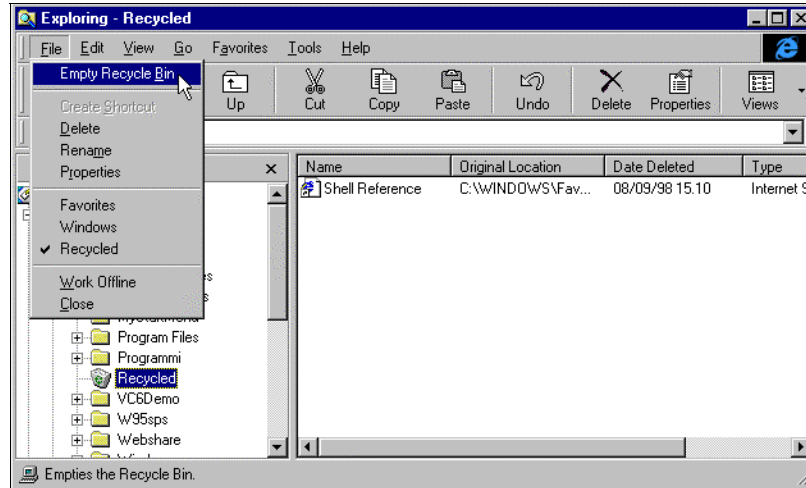 Exploring - Recycled
File Edit View Go Favorites Tools Help
Empty Recycle Bin
Create Shortcut
Delete
Rename
Properties
Favorites
Windows
Recycled
Work Offline
Close
Up Cut Copy Paste Undo Delete Properties Views
Name Original Location Date Deleted Type
Shell Reference C:\WINDOWS\Fav... 08/09/98 15.10 Internet S
Program Files
Programmi
Recycled
VC6Demo
W95sps
Webshare
Empties the Recycle Bin.